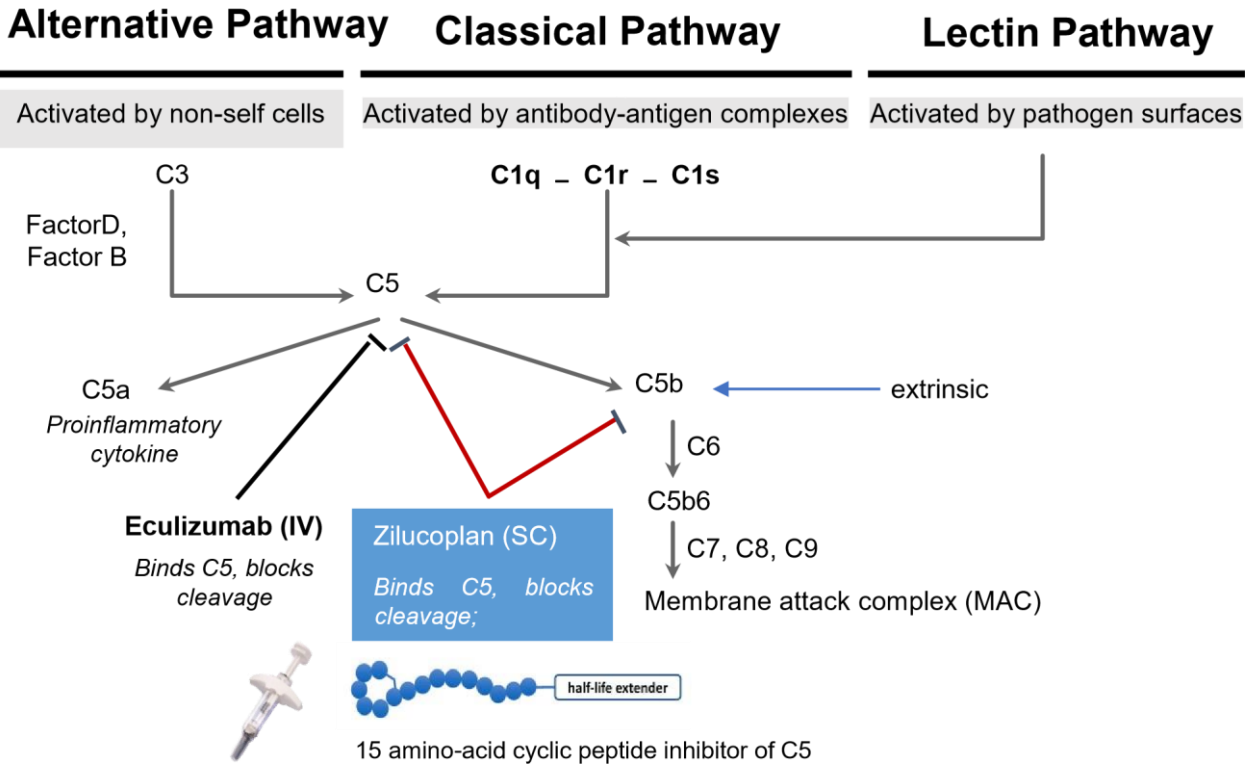 Alternative Pathway
Classical Pathway
Lectin Pathway
Activated by non-self cells
Activated by antibody-antigen complexes
Activated by pathogen surfaces
C3
C1q – C1r – C1s
FactorD,
Factor B
C5
C5a
Proinflammatory
cytokine
C5b
extrinsic
C6
C5b6
C7, C8, C9
Membrane attack complex (MAC)
Eculizumab (IV)
Binds C5, blocks
cleavage
Zilucoplan (SC)
Binds C5, blocks
cleavage;
half-life extender
15 amino-acid cyclic peptide inhibitor of C5